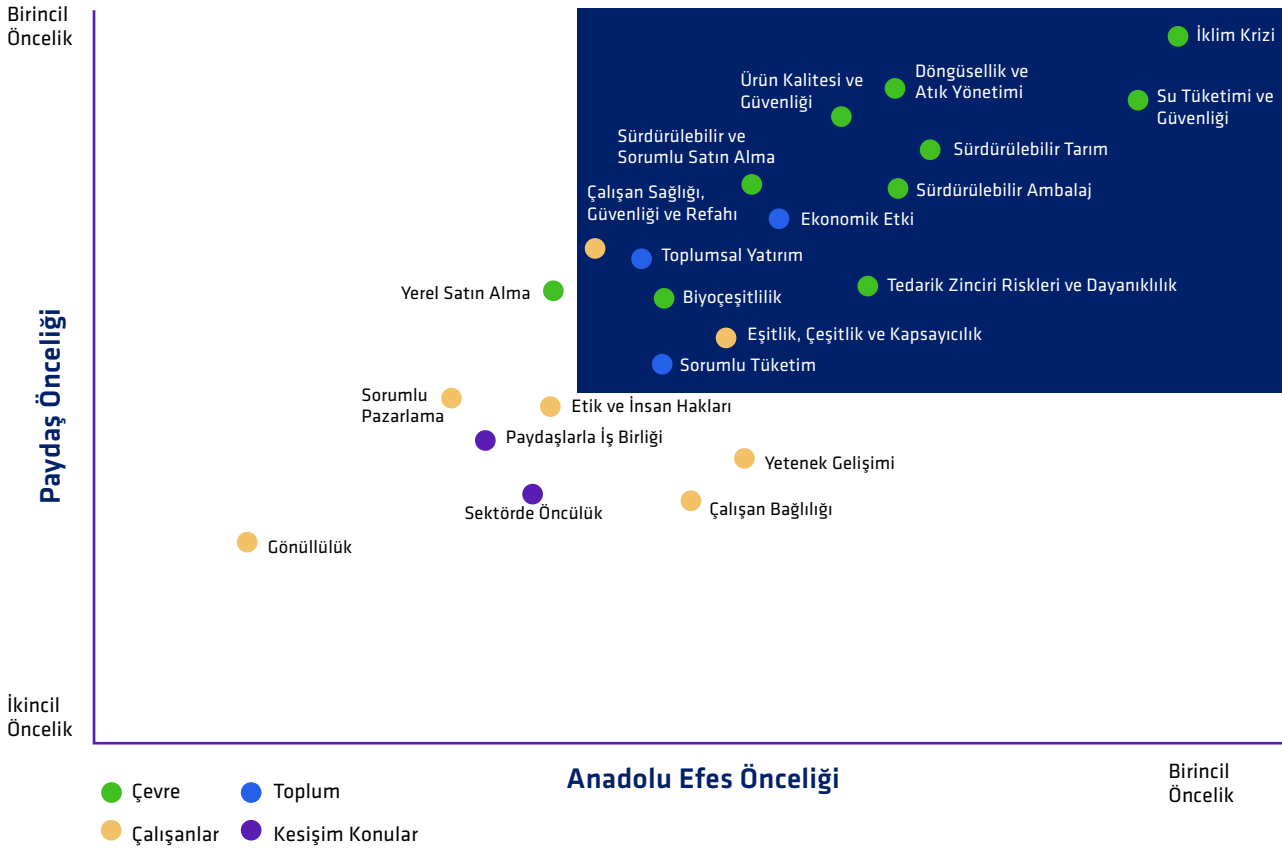 Birincil
Öncelik
İklim Krizi
Döngüsellik ve
Atık Yönetimi
Ürün Kalitesi ve
Güvenliği
Su Tüketimi ve
Güvenliği
Sürdürülebilir ve
Sorumlu Satın Alma
Sürdürülebilir Tarım
Çalışan Sağlığı,
Güvenliği ve Refahı
Sürdürülebilir Ambalaj
Ekonomik Etki
Toplumsal Yatırım
Yerel Satın Alma
Biyoçeşitlilik
Tedarik Zinciri Riskleri ve Dayanıklılık
Eşitlik, Çeşitlik ve Kapsayıcılık
Sorumlu Tüketim
Sorumlu
Pazarlama
Etik ve İnsan Hakları
Paydaşlarla İş Birliği
Yetenek Gelişimi
Sektörde Öncülük
Çalışan Bağlılığı
Gönüllülük
Paydaş Önceliği
İkincil
Öncelik
Anadolu Efes Önceliği
Birincil
Öncelik
Çevre
Toplum
Çalışanlar
Kesişim Konular